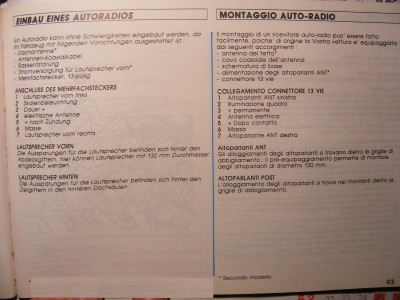 EINBAU EINES AUTORADIOS
Ein Autoradio kann ohne Schwierigkeiten eingebaut werden, da
Ihr Fahrzeug mit folgenden Vorrichtungen ausgestattet ist :
- Dachantenne*
- Antennen-Koaxialkabel
- Basisentstörung
- Stromversorgung für Lautsprecher vorn*
- Mehrfachstecker, 13-polig
ANSCHLUSS DES MEHRFACHSTECKERS
1 Lautsprecher vorn links
2 Skalenbeleuchtung
3 Dauer +
4 elektrische Antenne
5 + nach Zündung
6 Masse
7 Lautsprecher vorn rechts
LAUTSPRECHER VORN
Die Aussparungen für die Lautsprecher befinden sich hinter den
Abdeckgittern, hier können Lautsprecher mit 130 mm Durchmesser
eingebaut werden.
LAUTSPRECHER HINTEN
Die Aussparungen für die Lautsprecher befinden sich hinter den
Ziergittern in den hinteren Dachsäulen
MONTAGGIO AUTO-RADIO
Il montaggio di un ricevitore auto-radio puo' essere fatto
facilmente, poiche' di origine la Vostra vettura e' equipaggiata
dai seguenti accorgimenti :
- antenna del tetto*
- cavo coassiale dell'antenna
- schermatura di base
- alimentazione degli altoparlanti ANT*
- connettore 13 vie
COLLEGAMENTO CONNETTORE 13 VIE
1 Altoparlanti ANT sinistra
2 Illuminazione quadro
3 + permanente
4 Antenna elettrica
5 + Dopo contatto
6 Massa
7 Altoparlante ANT destra
Altoparlanti ANT
Gli alloggiamenti degli altoparlanti si trovano dietro le griglie di
abbigliamento : il pre-equipaggiamento permette di montare
degli altoparlanti di diametro 130 mm.
ALTOPARLANTI POST
L'alloggiamento degli altoparlanti si trova nei montanti dietro le
griglie di abbigliamento.
* Secondo modello
93